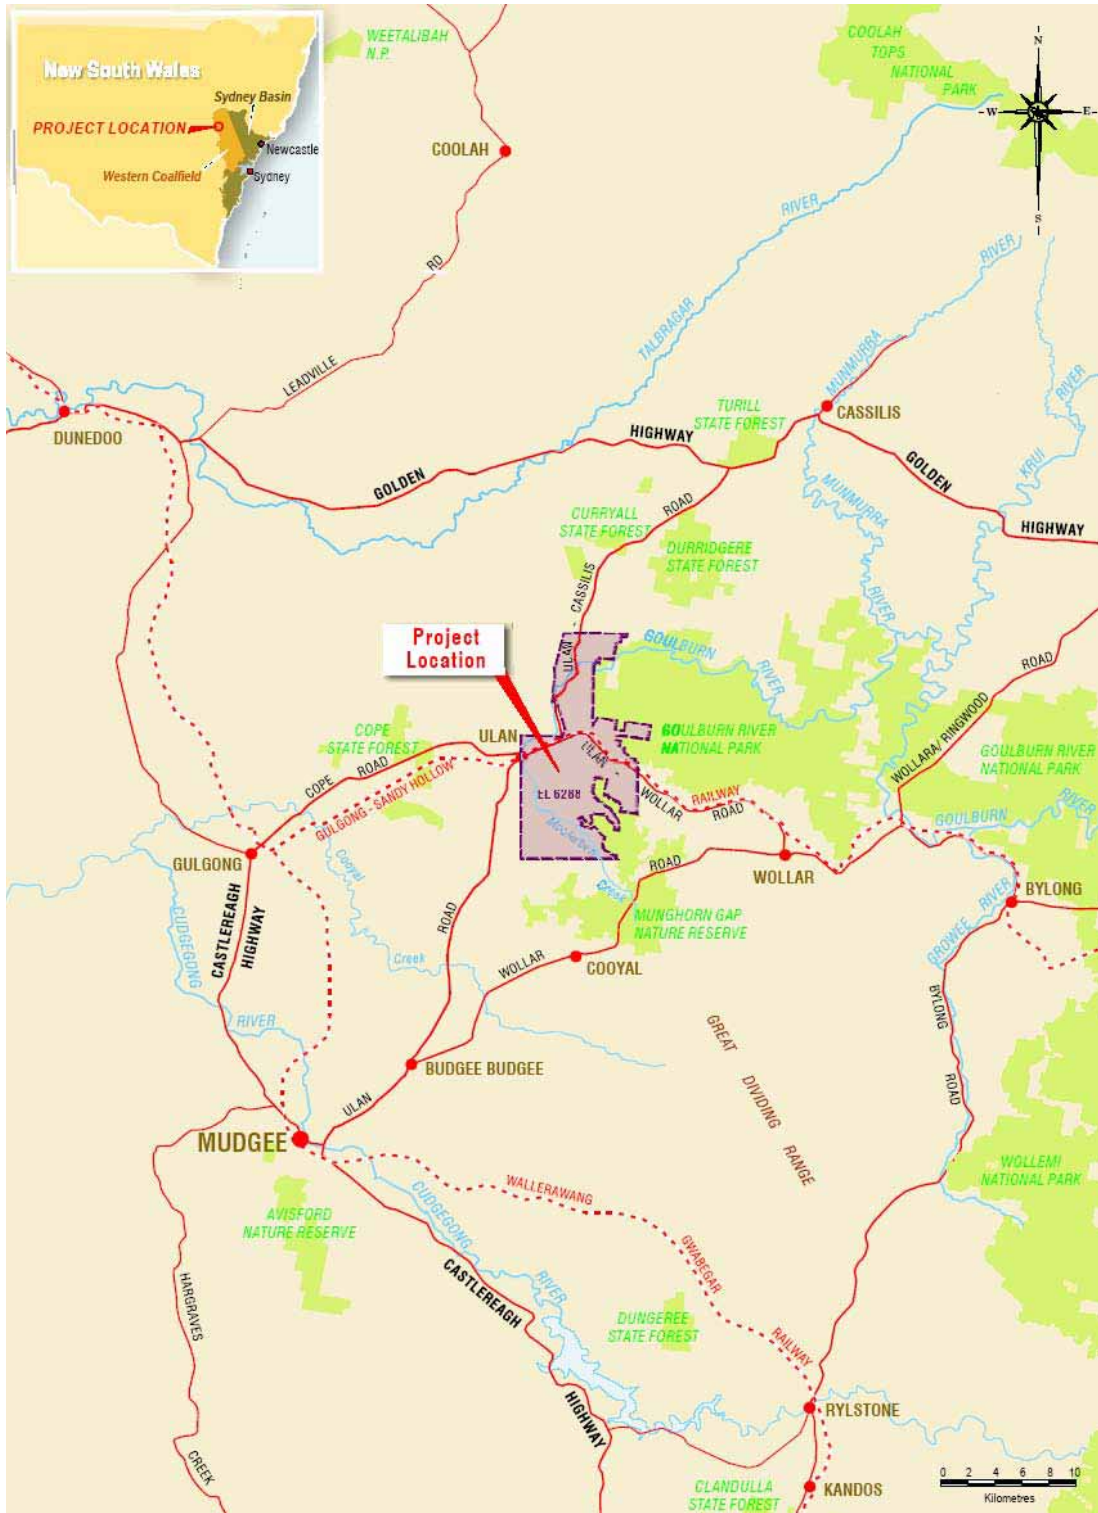 New South Wales
Sydney Basin
PROJECT LOCATION
Newcastle
Western Coalfield
Sydney
WEETALIBAH
N.P.
COOLAH
TOPS
NATIONAL
PARK
N
W
E
S
COOLAH
RIVER
RIVER
RD
TALBRAGAR
MUNMURRA
RIVER
LEADVILLE
DUNEDOO
TURILL
STATE FOREST
CASSILIS
HIGHWAY
GOLDEN
GOLDEN
KRUI
MUNMURRA
CURRYALL
STATE FOREST
ROAD
HIGHWAY
DURRIDGERE
STATE FOREST
CASSILIS
RIVER
RIVER
Project
Location
ULAN -
GOULBURN
RIVER
ROAD
COPE
STATE FOREST
ULAN
GOULBURN RIVER
NATIONAL PARK
WOLLARA/ RINGWOOD
GOULBURN RIVER
NATIONAL PARK
ULAN -
ROAD
COPE
GULGONG - SANDY HOLLOW
EL 6288
WOLLAR
RAILWAY
ROAD
RIVER
GOULBURN
Moolarben
GULGONG
Cooyal
ROAD
WOLLAR
BYLONG
Creek
CASTLEREAGH
HIGHWAY
CUDGEGONG
ROAD
MUNGHORN GAP
NATURE RESERVE
GROWEE RIVER
Creek
WOLLAR
COOYAL
RIVER
BYLONG
GREAT
DIVIDING
RANGE
BUDGEE BUDGEE
ROAD
ULAN
MUDGEE
WOLLEMI
NATIONAL PARK
WALLERAWANG
CUDGEGONG
AVISFORD
NATURE RESERVE
GWABEGAR
CASTLEREAGH
RIVER
HARGRAVES
DUNGEREE
STATE FOREST
RAILWAY
HIGHWAY
RYLSTONE
CREEK
CLANDULLA
STATE FOREST
KANDOS
0 2 4 6 8 10
Kilometres